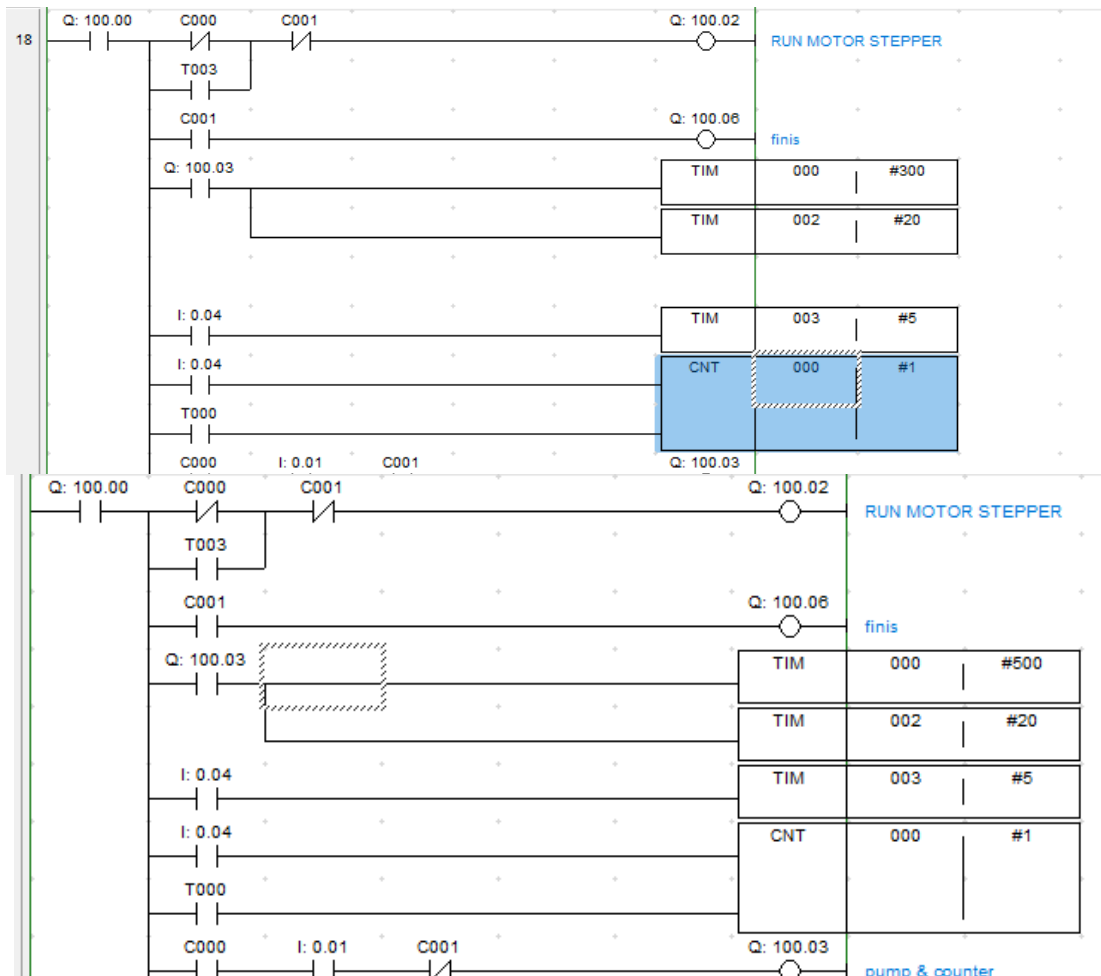 Q: 100.00 C000 C001 Q: 100.02
18 RUN MOTOR STEPPER
T003
C001 Q: 100.06
finis
Q: 100.03 TIM 000 #300
TIM 002 #20
I: 0.04 TIM 003 #5
I: 0.04 CNT 000 #1
T000
C000 I: 0.01 C001 Q: 100.03
Q: 100.00 C000 C001 Q: 100.02
RUN MOTOR STEPPER
T003
C001 Q: 100.06
finis
Q: 100.03 TIM 000 #500
TIM 002 #20
I: 0.04 TIM 003 #5
I: 0.04 CNT 000 #1
T000
C000 I: 0.01 C001 Q: 100.03
pump & counter